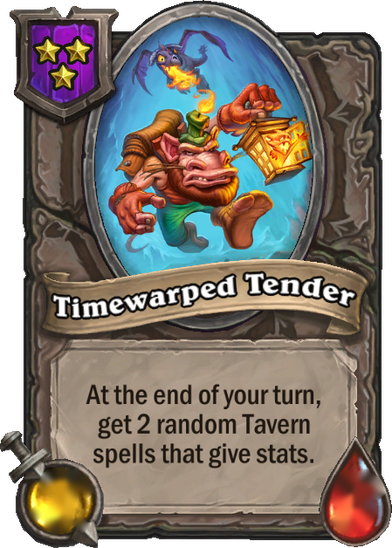 Timewarped Tender
At the end of your turn,
get 2 random Tavern
spells that give stats.